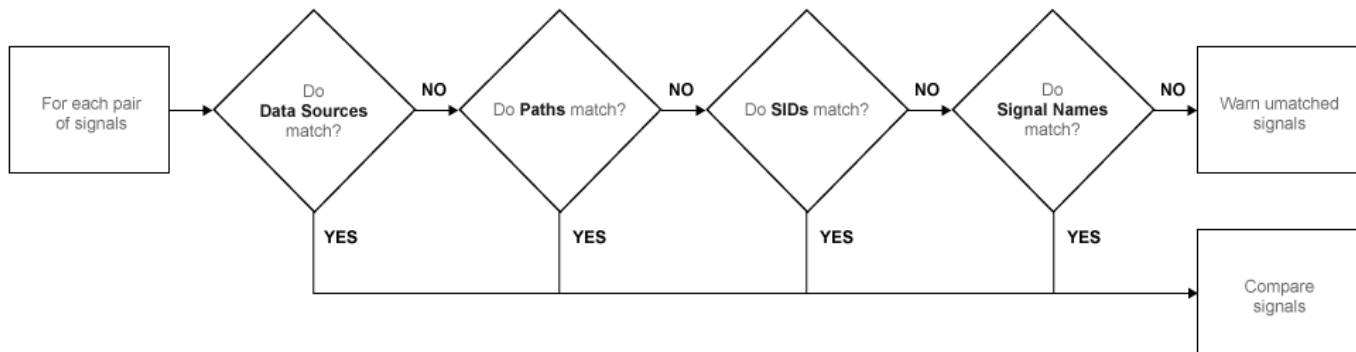 For each pair
of signals
Do
Data Sources
match?
NO
Do Paths match?
NO
Do SIDs match?
NO
Do
Signal Names
match?
NO
Warn umatched
signals
YES
YES
YES
YES
Compare
signals